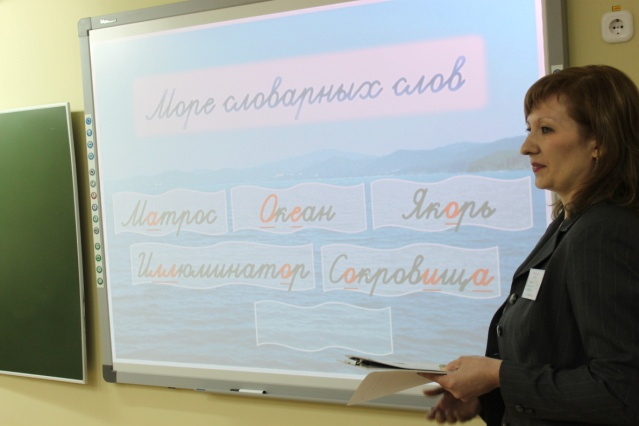 Море словарных слов
Матрос Океан Якорь
Иллюминатор Сокровища